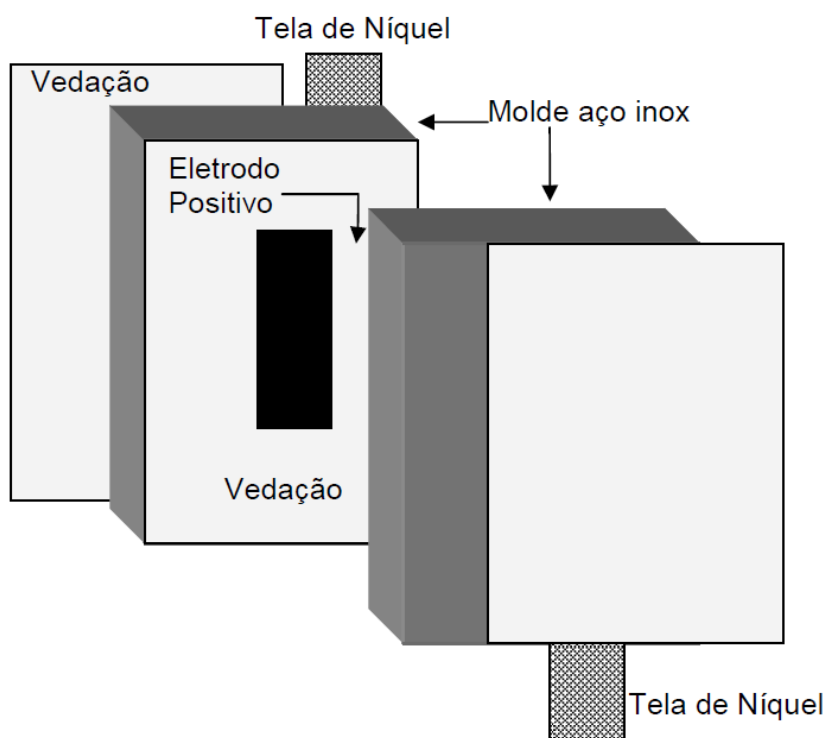 Tela de Níquel
Vedação
Molde aço inox
Eletrodo
Positivo
Vedação
Tela de Níquel